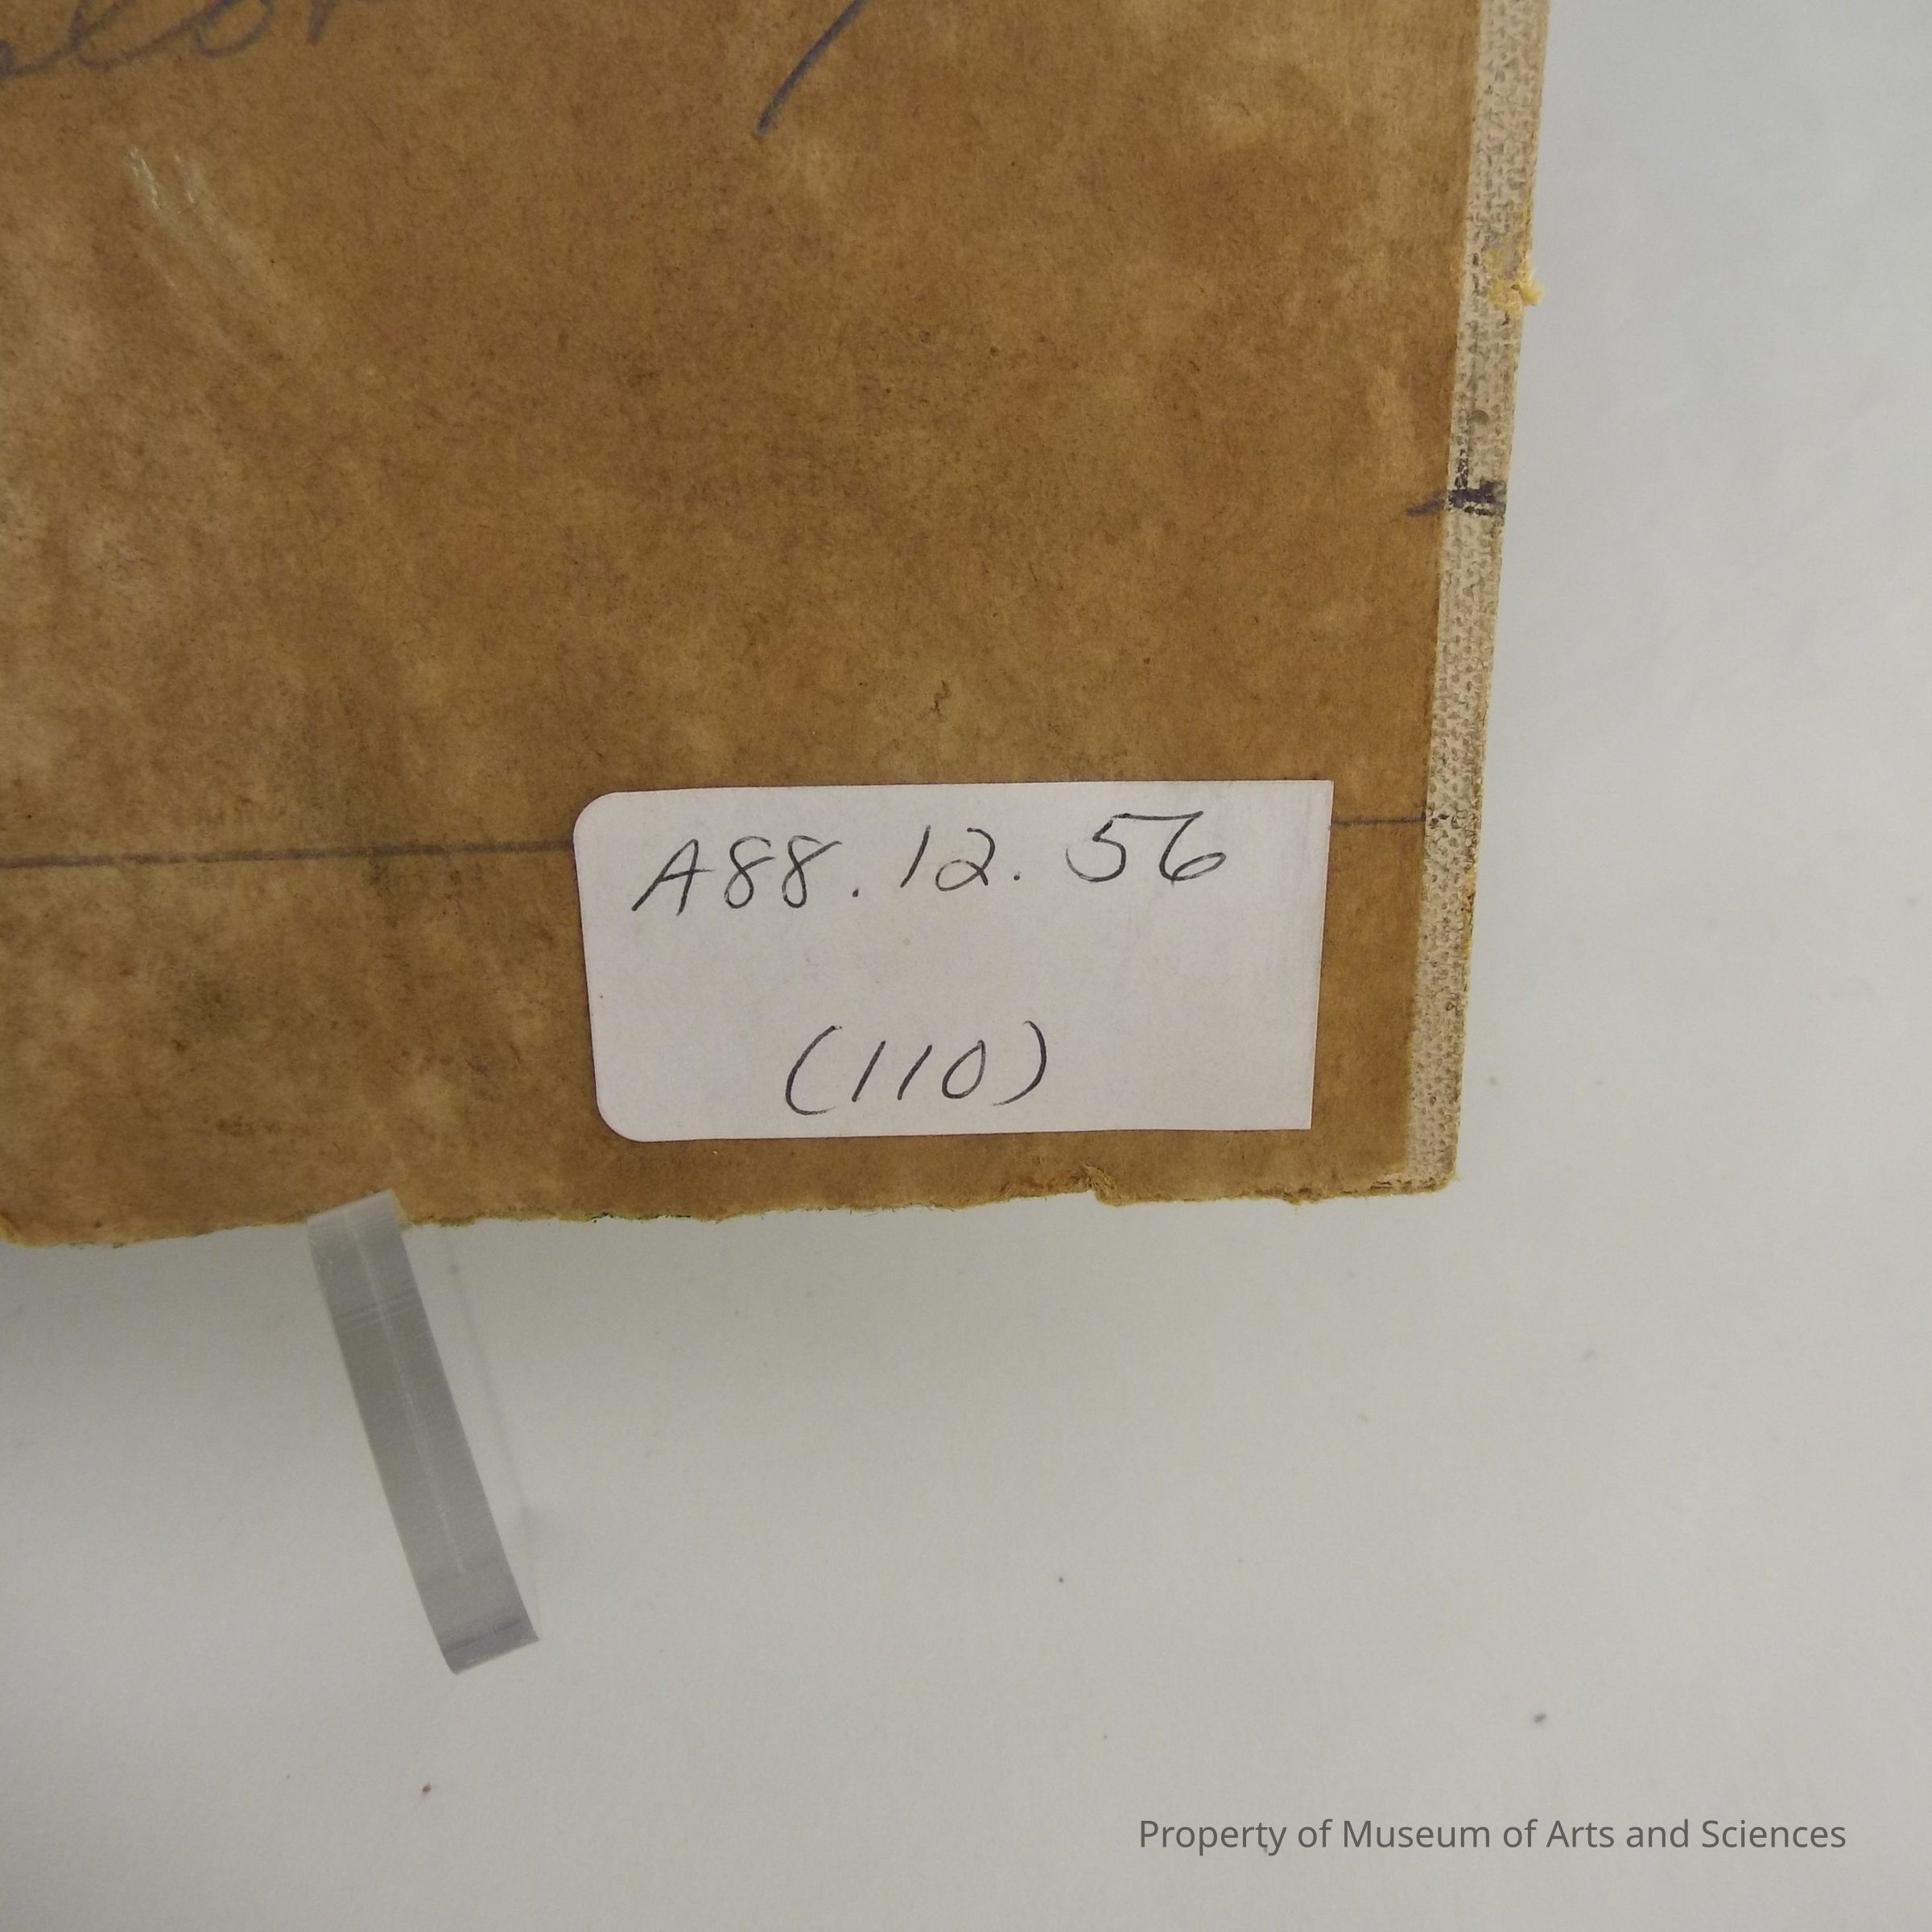 A88.12.56
(110)
Property of Museum of Arts and Sciences